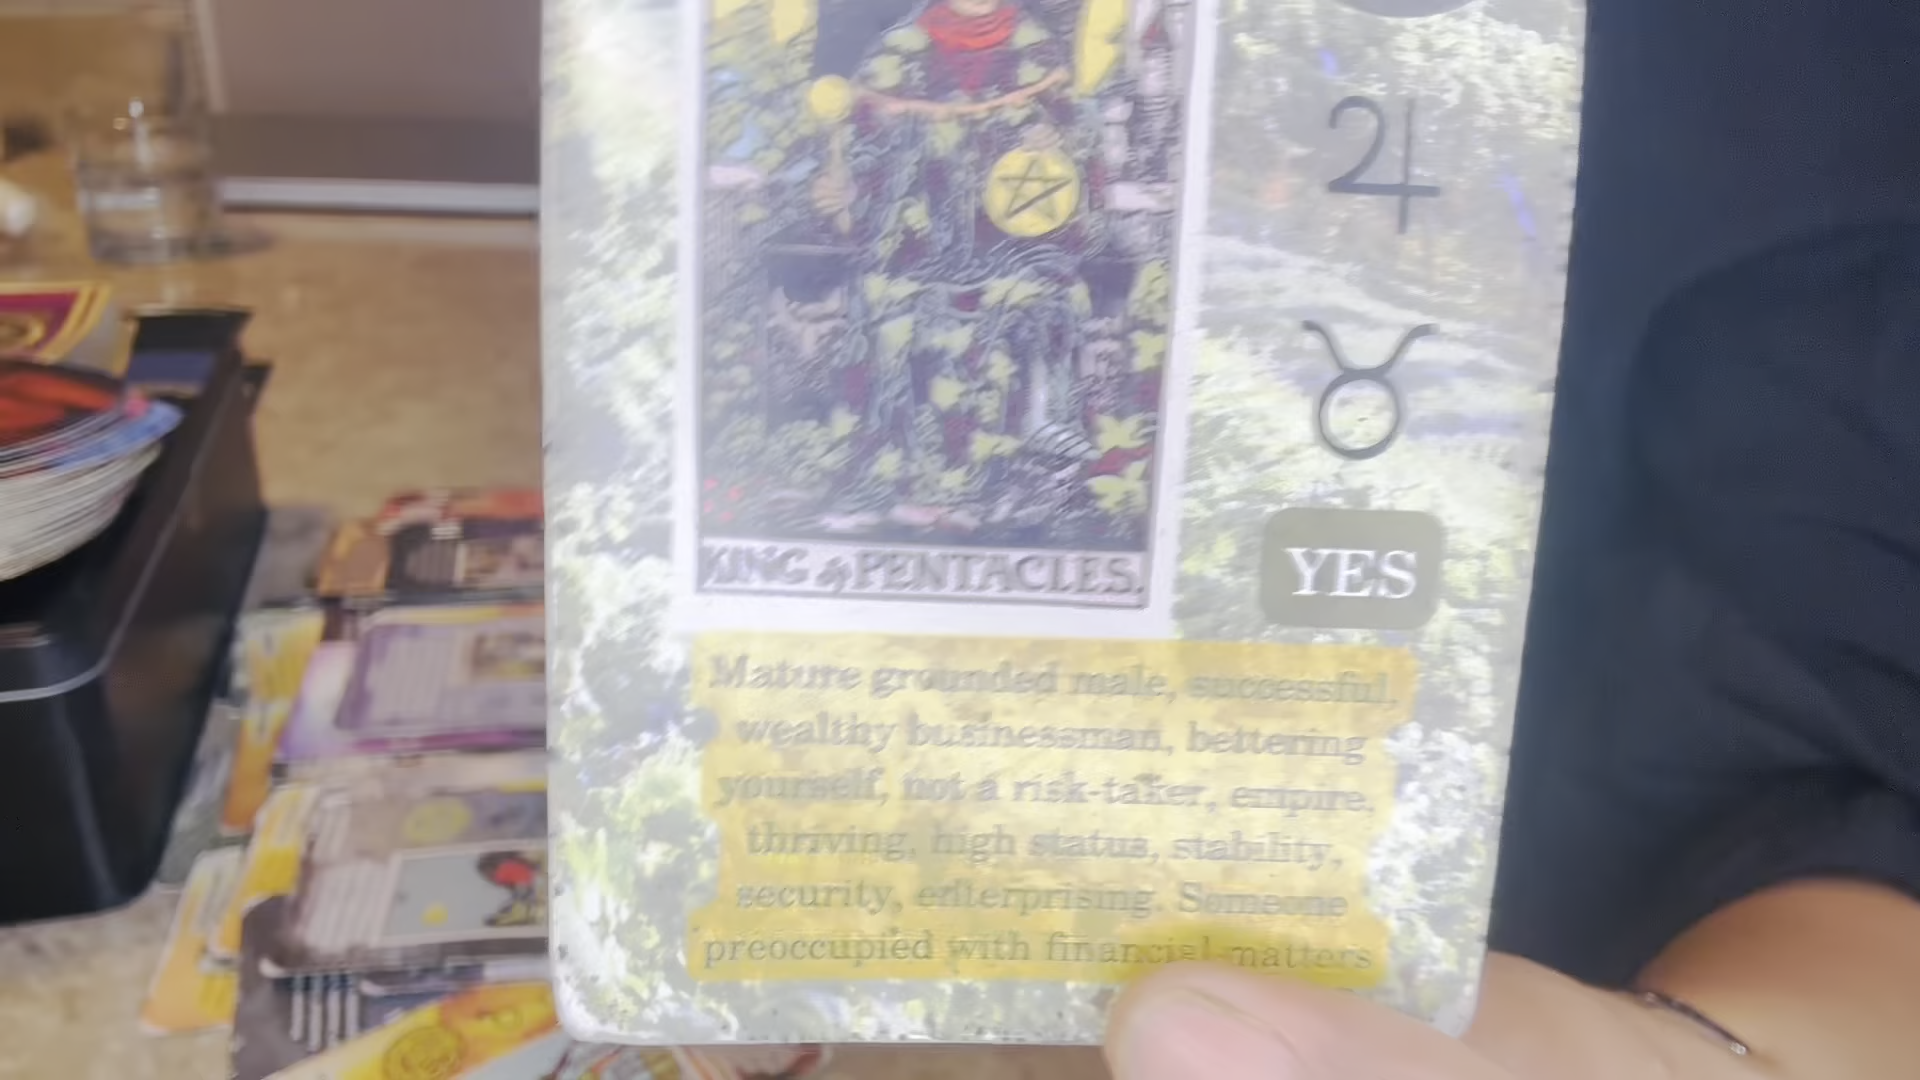 KING of PENTACLES.
YES
Mature grounded male, successful,
wealthy businessman, bettering
yourself, not a risk-taker, empire,
thriving, high status, stability,
security, enterprising. Someone
preoccupied with financial matters